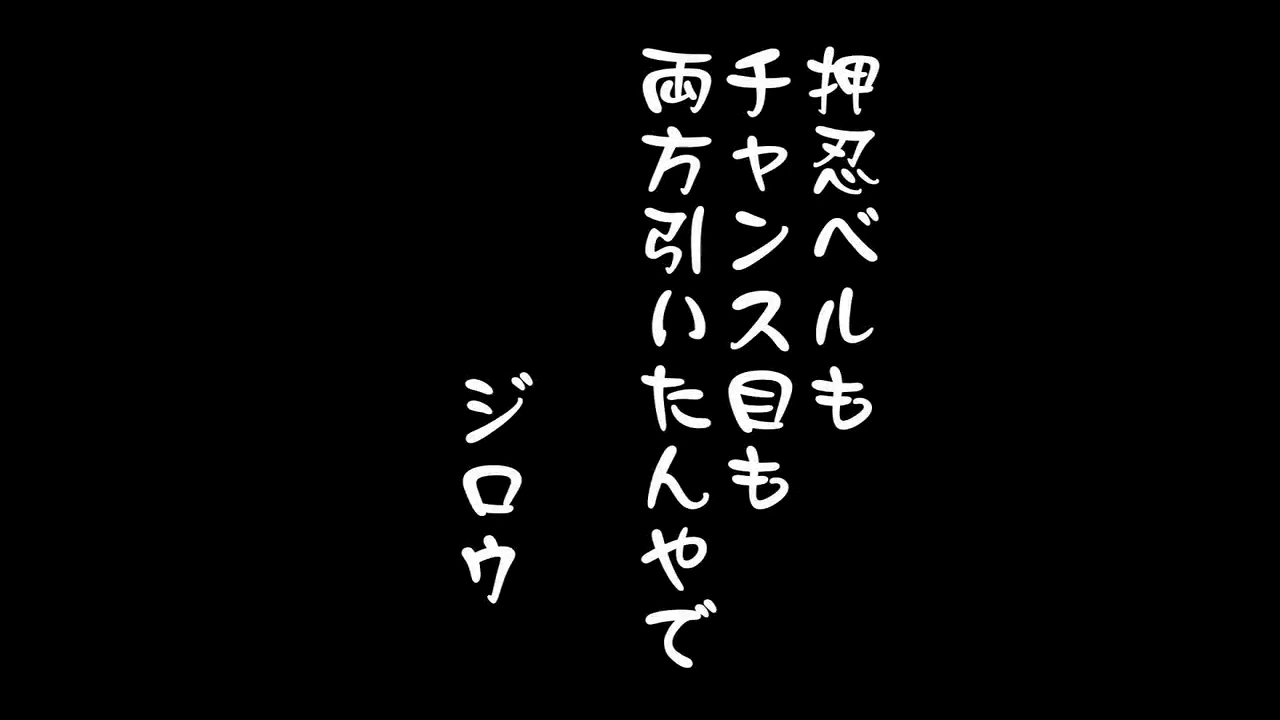 押忍ベルも
チャンス目も
両方引いたんやで
ジロウ